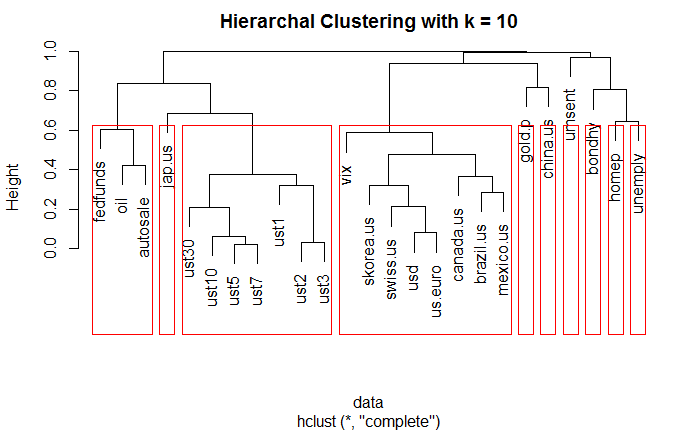 Hierarchal Clustering with k = 10
Height
1.0
0.8
0.6
0.4
0.2
0.0
fedfunds
oil
autosale
jap.us
ust30
ust10
ust5
ust7
ust1
ust2
ust3
vix
skorea.us
swiss.us
usd
us.euro
canada.us
brazil.us
mexico.us
gold.p
china.us
umsent
bondhy
homep
unemply
data
hclust (*, "complete")